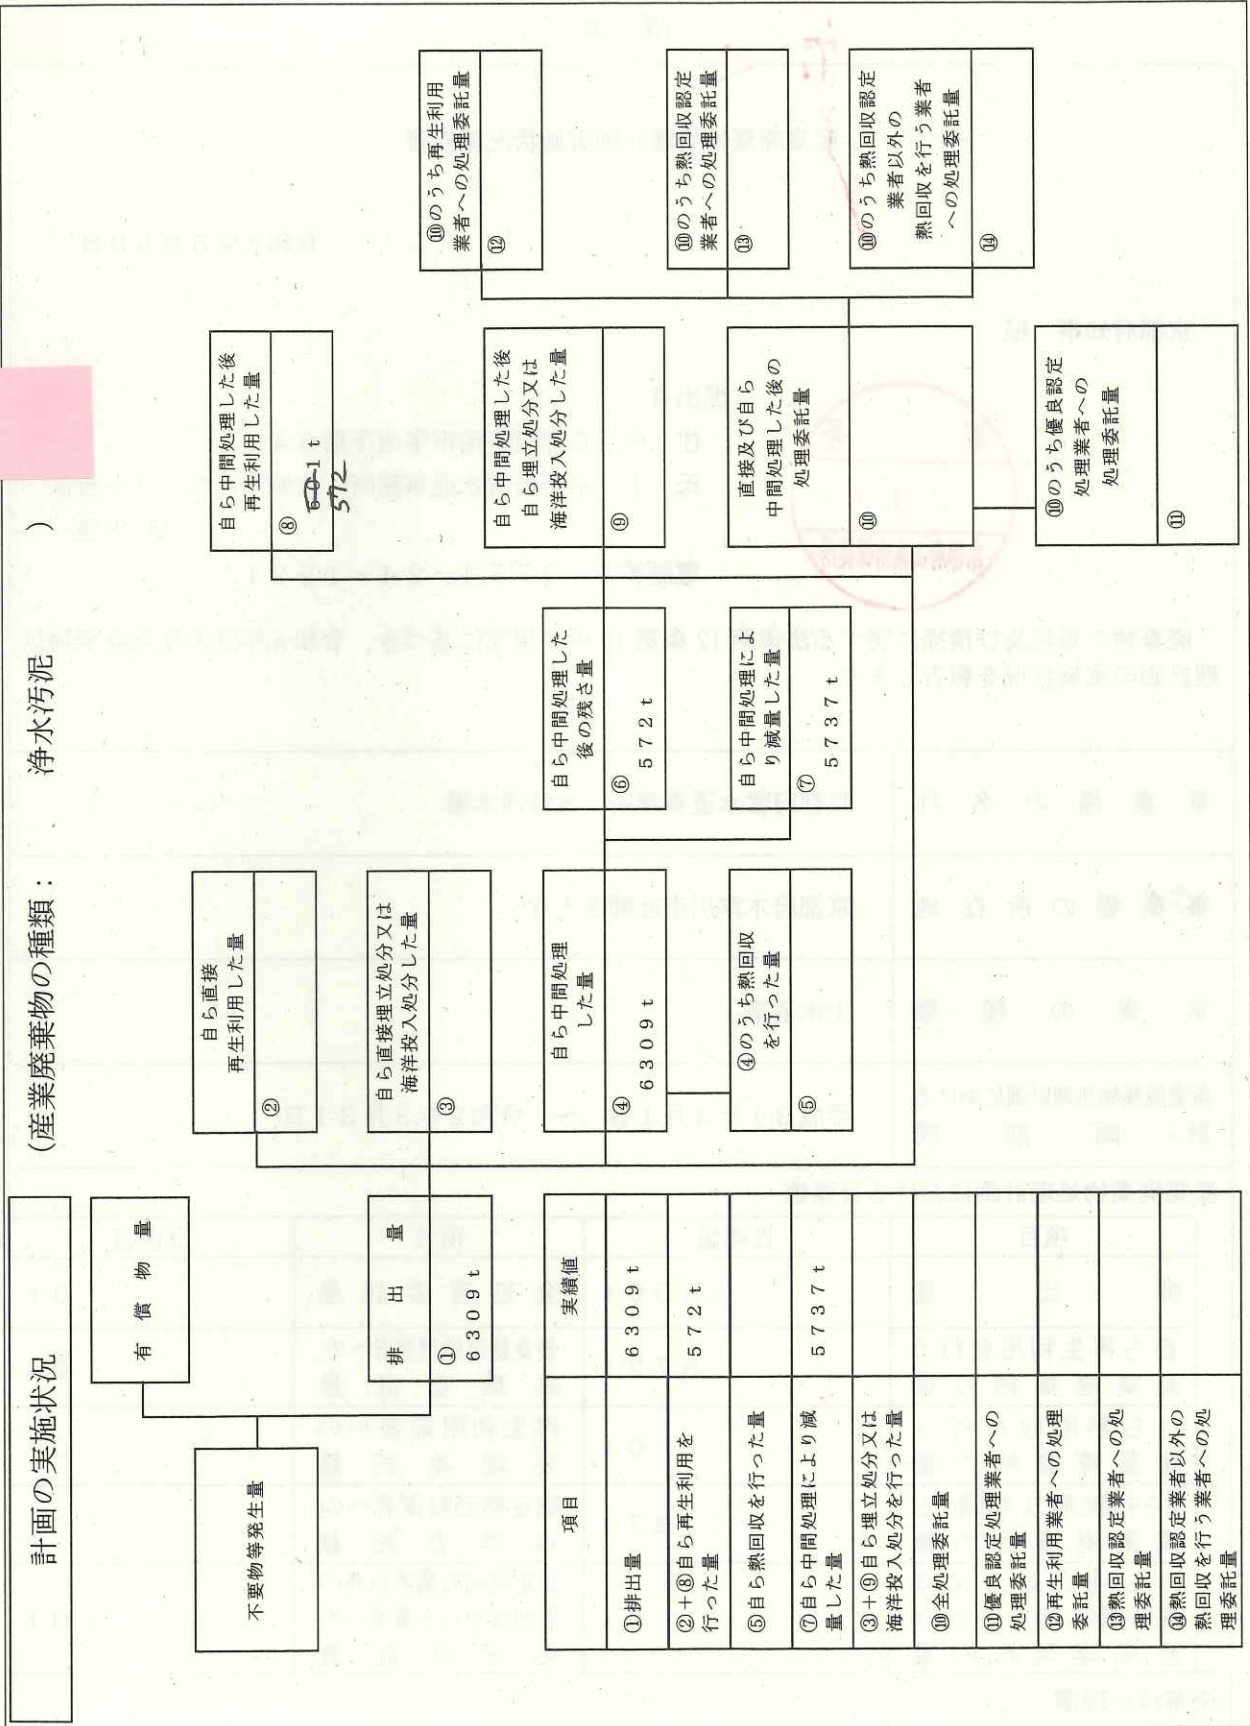 計画の実施状況
（産業廃棄物の種類： 浄水汚泥 ）
有償物量
不要物等発生量
排出量
① 6309t
自ら直接
再生利用した量
②
自ら直接埋立処分又は
海洋投入処分した量
③
自ら中間処理
した量
④ 6309t
④のうち熱回収
を行った量
⑤
自ら中間処理した
後の残さ量
⑥ 572t
自ら中間処理によ
り減量した量
⑦ 5737t
自ら中間処理した後
再生利用した量
⑧ 601t
572
自ら中間処理した後
自ら埋立処分又は
海洋投入処分した量
⑨
直接及び自ら
中間処理した後の
処理委託量
⑩
⑩のうち優良認定
処理業者への
処理委託量
⑪
⑩のうち再生利用
業者への処理委託量
⑫
⑩のうち熱回収認定
業者への処理委託量
⑬
⑩のうち熱回収認定
業者以外の
熱回収を行う業者
への処理委託量
⑭
項目 実績値
①排出量 6309t
②+⑧自ら再生利用を
行った量 572t
⑤自ら熱回収を行った量
⑦自ら中間処理により減
量した量 5737t
③+⑨自ら埋立処分又は
海洋投入処分を行った量
⑩全処理委託量
⑪優良認定処理業者への
処理委託量
⑫再生利用業者への処理
委託量
⑬熱回収認定業者への処
理委託量
⑭熱回収認定業者以外の
熱回収を行う業者への処
理委託量